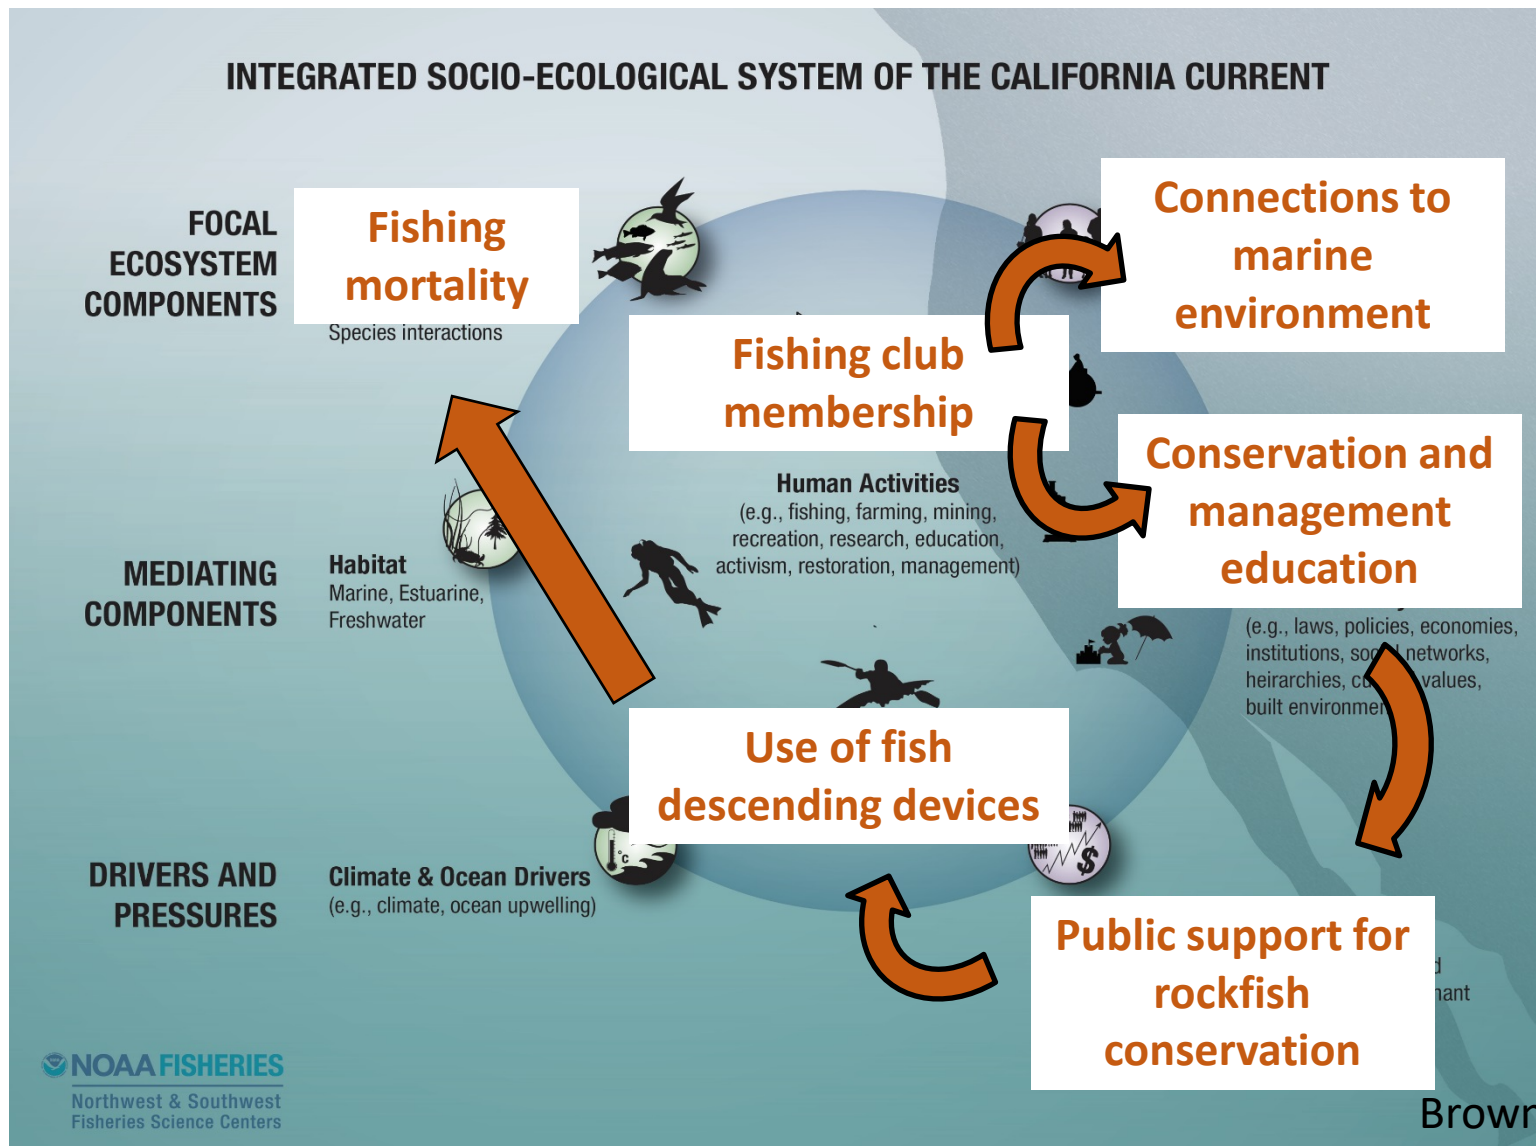 INTEGRATED SOCIO-ECOLOGICAL SYSTEM OF THE CALIFORNIA CURRENT
FOCAL
ECOSYSTEM
COMPONENTS
Fishing
mortality
Species interactions
Connections to
marine
environment
Fishing club
membership
Human Activities
(e.g., fishing, farming, mining,
recreation, research, education,
activism, restoration, management)
Conservation and
management
education
MEDIATING
COMPONENTS
Habitat
Marine, Estuarine,
Freshwater
(e.g., laws, policies, economies,
institutions, networks,
heirarchies, values,
built
Use of fish
descending devices
°c
$
DRIVERS AND
PRESSURES
Climate & Ocean Drivers
(e.g., climate, ocean upwelling)
Public support for
rockfish
conservation
NOAA FISHERIES
Northwest & Southwest
Fisheries Science Centers
Brown